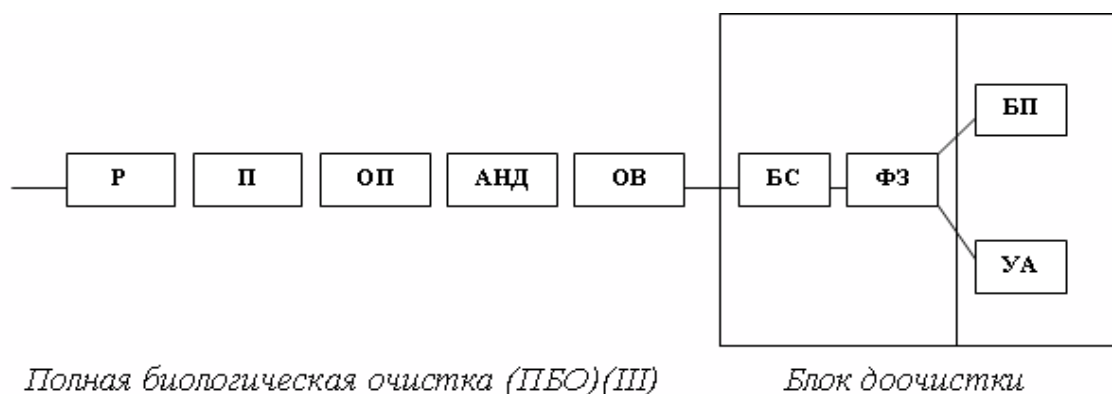 БП
Р П ОП АНД ОВ БС ФЗ
УА
Полная биологическая очистка (ПБО)(III) Блок доочистки